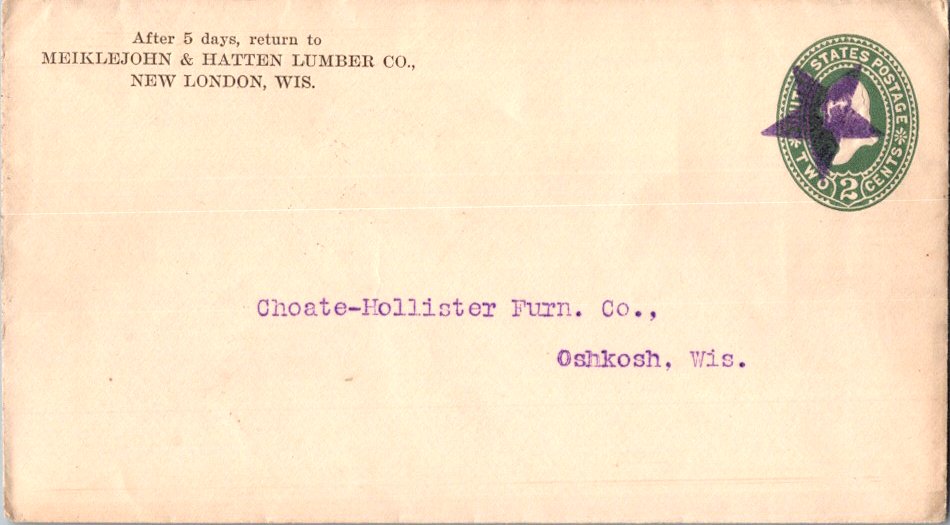 After 5 days, return to
MEIKLEJOHN & HATTEN LUMBER CO.,
NEW LONDON, WIS.
UNITED STATES POSTAGE
TWO 2 CENTS
Choate-Hollister Furn. Co.,
Oshkosh, Wis.